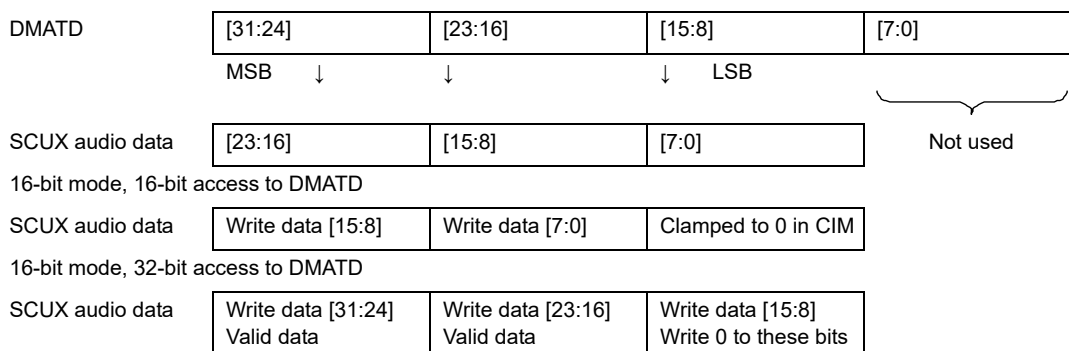 DMATD [31:24] [23:16] [15:8] [7:0]
MSB ↓ ↓ ↓ LSB
SCUX audio data [23:16] [15:8] [7:0] Not used
16-bit mode, 16-bit access to DMATD
SCUX audio data Write data [15:8] Write data [7:0] Clamped to 0 in CIM
16-bit mode, 32-bit access to DMATD
SCUX audio data Write data [31:24] Write data [23:16] Write data [15:8]
Valid data Valid data Write 0 to these bits